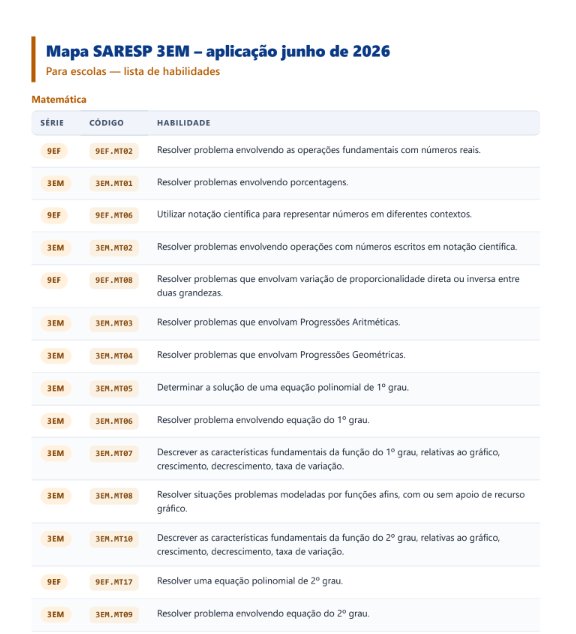 Mapa SARESP 3EM – aplicação junho de 2026
Para escolas — lista de habilidades
Matemática
SÉRIE CÓDIGO HABILIDADE
9EF 9EF.MT02 Resolver problema envolvendo as operações fundamentais com números reais.
3EM 3EM.MT01 Resolver problemas envolvendo porcentagens.
9EF 9EF.MT06 Utilizar notação científica para representar números em diferentes contextos.
3EM 3EM.MT02 Resolver problemas envolvendo operações com números escritos em notação científica.
9EF 9EF.MT08 Resolver problemas que envolvam variação de proporcionalidade direta ou inversa entre
duas grandezas.
3EM 3EM.MT03 Resolver problemas que envolvam Progressões Aritméticas.
3EM 3EM.MT04 Resolver problemas que envolvam Progressões Geométricas.
3EM 3EM.MT05 Determinar a solução de uma equação polinomial de 1º grau.
3EM 3EM.MT06 Resolver problema envolvendo equação do 1º grau.
3EM 3EM.MT07 Descrever as características fundamentais da função do 1º grau, relativas ao gráfico,
crescimento, decrescimento, taxa de variação.
3EM 3EM.MT08 Resolver situações problemas modeladas por funções afins, com ou sem apoio de recurso
gráfico.
3EM 3EM.MT10 Descrever as características fundamentais da função do 2º grau, relativas ao gráfico,
crescimento, decrescimento, taxa de variação.
9EF 9EF.MT17 Resolver uma equação polinomial de 2º grau.
3EM 3EM.MT09 Resolver problema envolvendo equação do 2º grau.